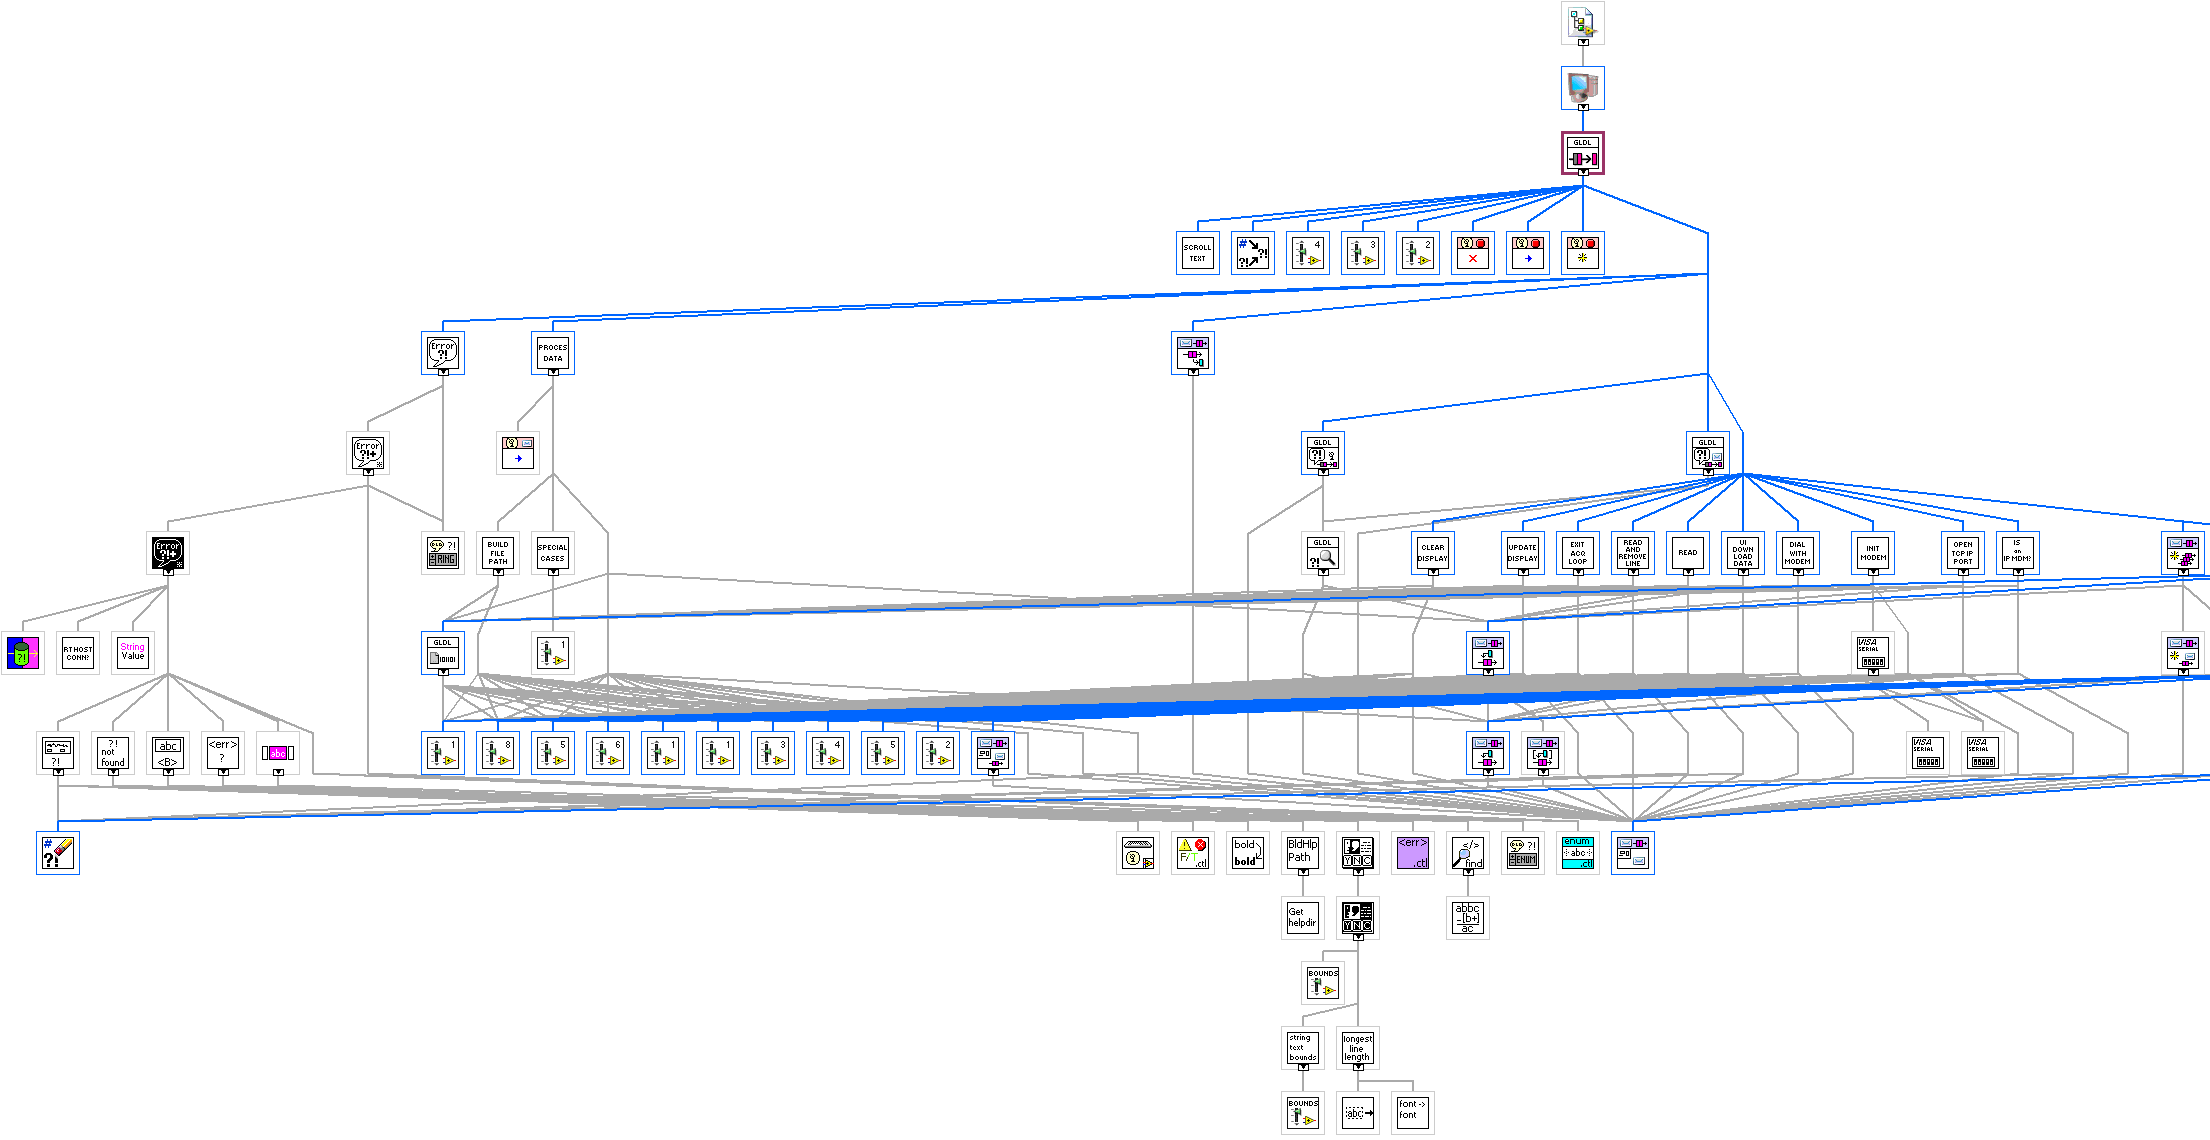 GLDL
SCROLL
TEXT
#
?!
?!
4
3
2
Error
?!
PROCES
DATA
Error
?!+
GLDL
?!
GLDL
?!
Error
?!+
?!
RING
BUILD
FILE
PATH
SPECIAL
CASES
GLDL
?!
CLEAR
DISPLAY
UPDATE
DISPLAY
EXIT
ACQ
LOOP
READ
AND
REMOVE
LINE
READ
UI
DOWN
LOAD
DATA
DIAL
WITH
MODEM
INIT
MODEM
OPEN
TCP IP
PORT
IS
an
IP MDM?
?!
RT HOST
CONN?
String
Value
GLDL
1
VISA
SERIAL
?!
?!
not
found
abc
<B>
<err>
?
abc
1
8
5
6
1
1
3
4
5
2
VISA
SERIAL
VISA
SERIAL
#
?!
F/T
.ctl
bold
bold
BldHlp
Path
YNC
<err>
.ctl
</>
find
?!
ENUM
enum
abc
.ctl
Get
helpdir
YNC
abbc
-[b+]
ac
BOUNDS
string
text
bounds
longest
line
length
BOUNDS
abc
font ->
font